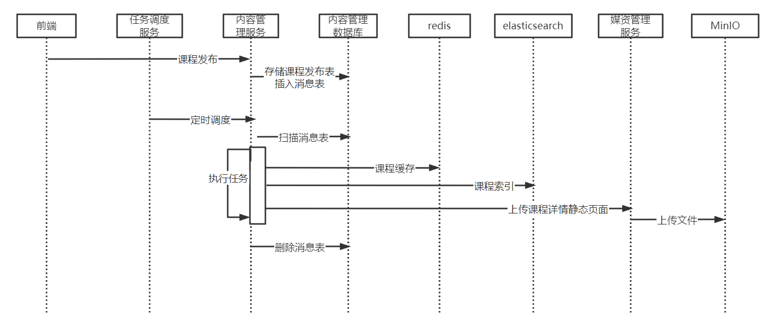 前端
任务调度
服务
内容管
理服务
内容管理
数据库
redis
elasticsearch
媒资管理
服务
MinIO
课程发布
存储课程发布表
插入消息表
定时调度
扫描消息表
执行任务
课程缓存
课程索引
上传课程详情静态页面
上传文件
删除消息表